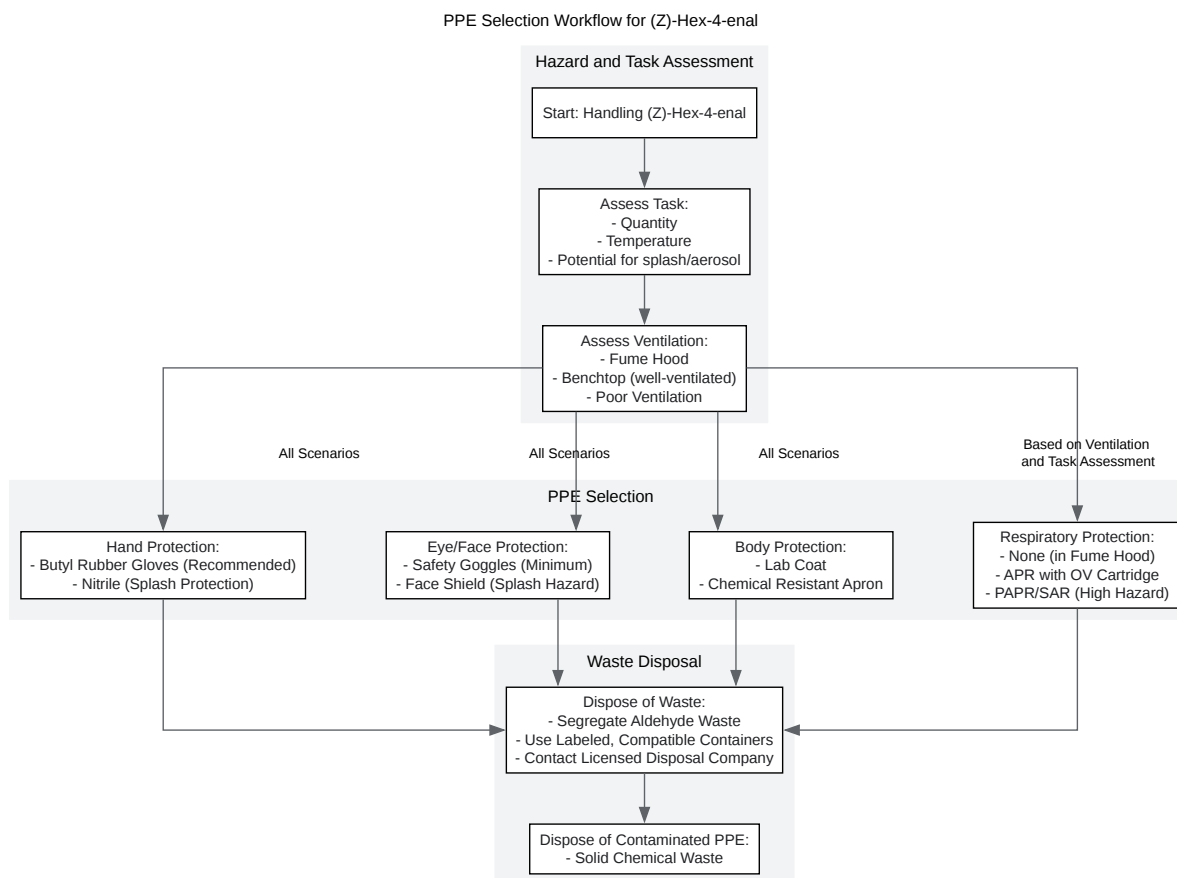 PPE Selection Workflow for (Z)-Hex-4-enal
Hazard and Task Assessment
Start: Handling (Z)-Hex-4-enal
Assess Task:
- Quantity
- Temperature
- Potential for splash/aerosol
Assess Ventilation:
- Fume Hood
- Benchtop (well-ventilated)
- Poor Ventilation
All Scenarios
All Scenarios
All Scenarios
Based on Ventilation
and Task Assessment
PPE Selection
Hand Protection:
- Butyl Rubber Gloves (Recommended)
- Nitrile (Splash Protection)
Eye/Face Protection:
- Safety Goggles (Minimum)
- Face Shield (Splash Hazard)
Body Protection:
- Lab Coat
- Chemical Resistant Apron
Respiratory Protection:
- None (in Fume Hood)
- APR with OV Cartridge
- PAPR/SAR (High Hazard)
Waste Disposal
Dispose of Waste:
- Segregate Aldehyde Waste
- Use Labeled, Compatible Containers
- Contact Licensed Disposal Company
Dispose of Contaminated PPE:
- Solid Chemical Waste